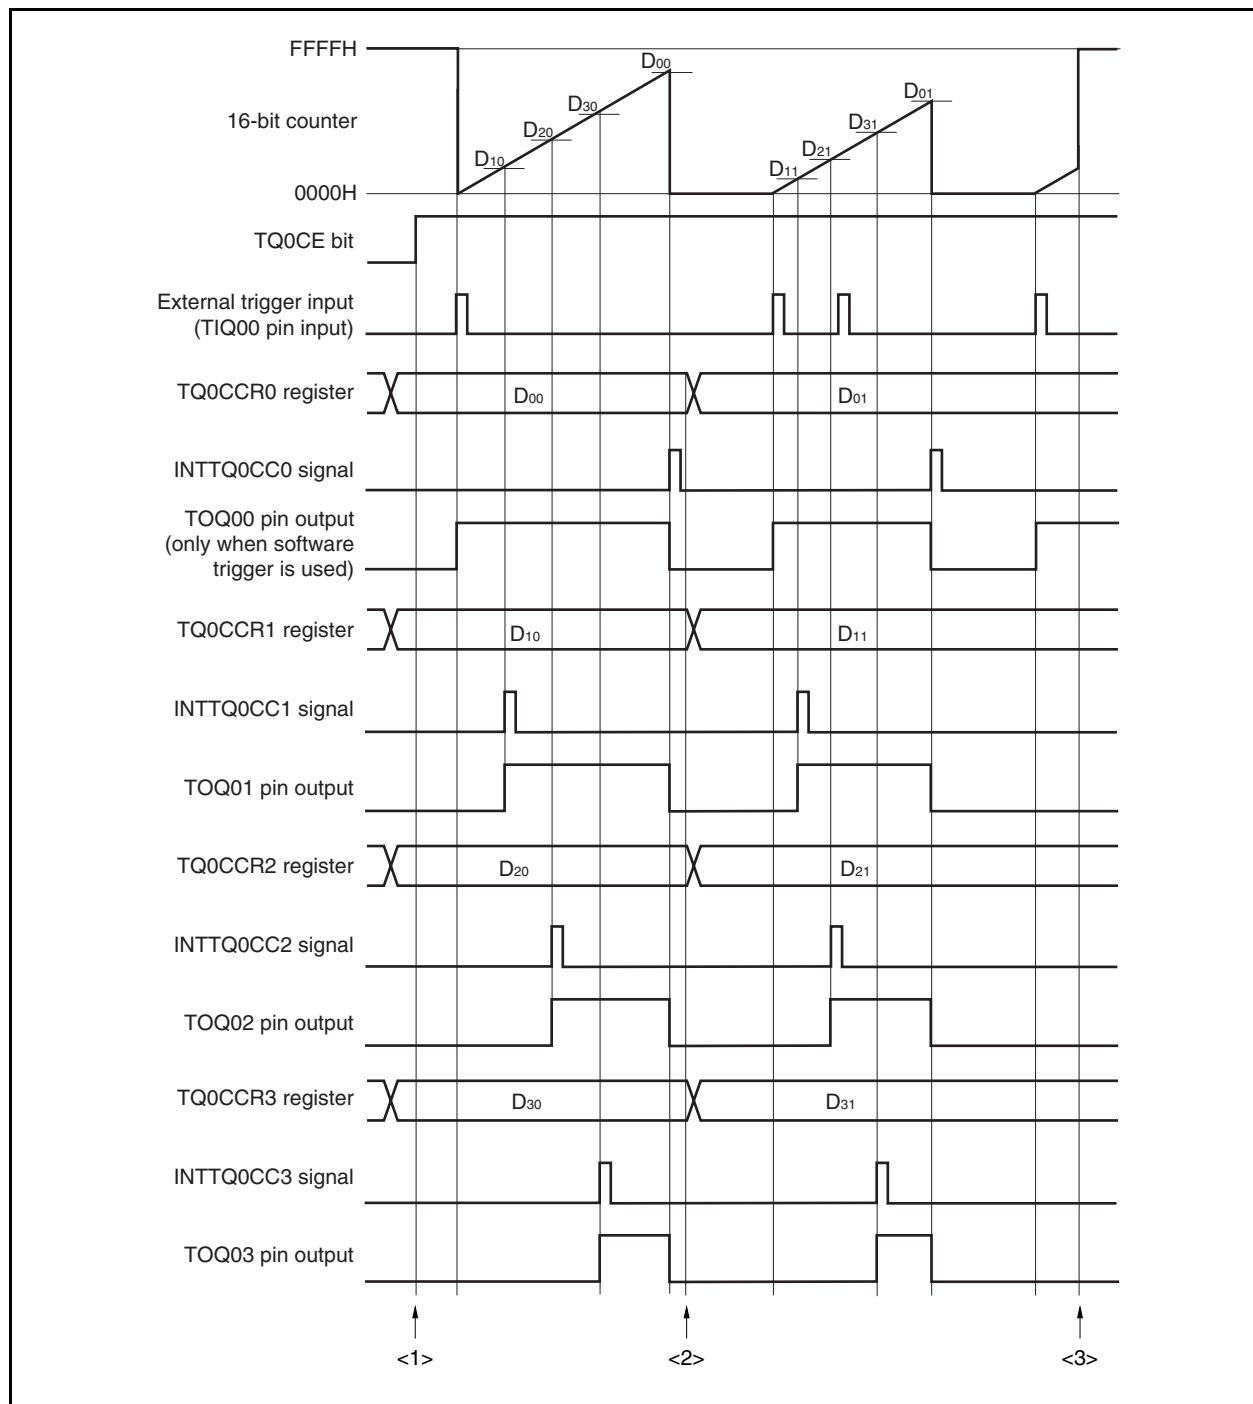 FFFFH
D00
D01
D30
D31
16-bit counter
D20
D21
D10
D11
0000H
TQ0CE bit
External trigger input
(TIQ00 pin input)
TQ0CCR0 register
D00
D01
INTTQ0CC0 signal
TOQ00 pin output
(only when software
trigger is used)
TQ0CCR1 register
D10
D11
INTTQ0CC1 signal
TOQ01 pin output
TQ0CCR2 register
D20
D21
INTTQ0CC2 signal
TOQ02 pin output
TQ0CCR3 register
D30
D31
INTTQ0CC3 signal
TOQ03 pin output
<1>
<2>
<3>